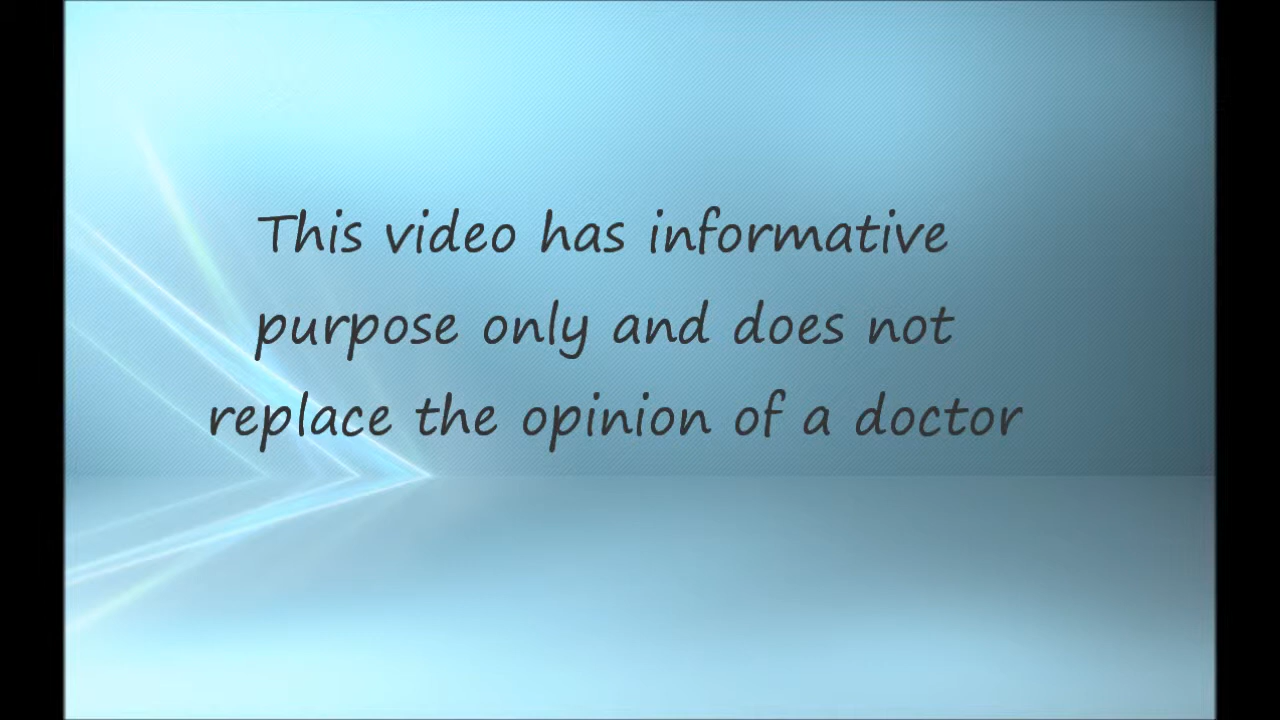 This video has informative
purpose only and does not
replace the opinion of a doctor